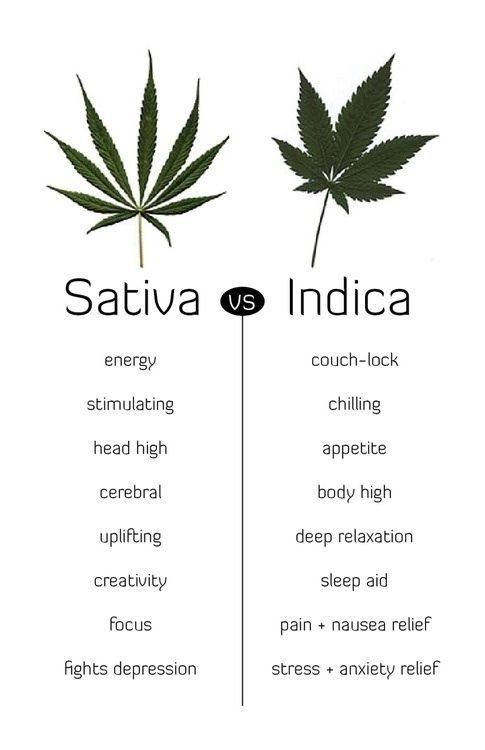 Sativa vs Indica
energy
stimulating
head high
cerebral
uplifting
creativity
focus
fights depression
couch-lock
chilling
appetite
body high
deep relaxation
sleep aid
pain + nausea relief
stress + anxiety relief